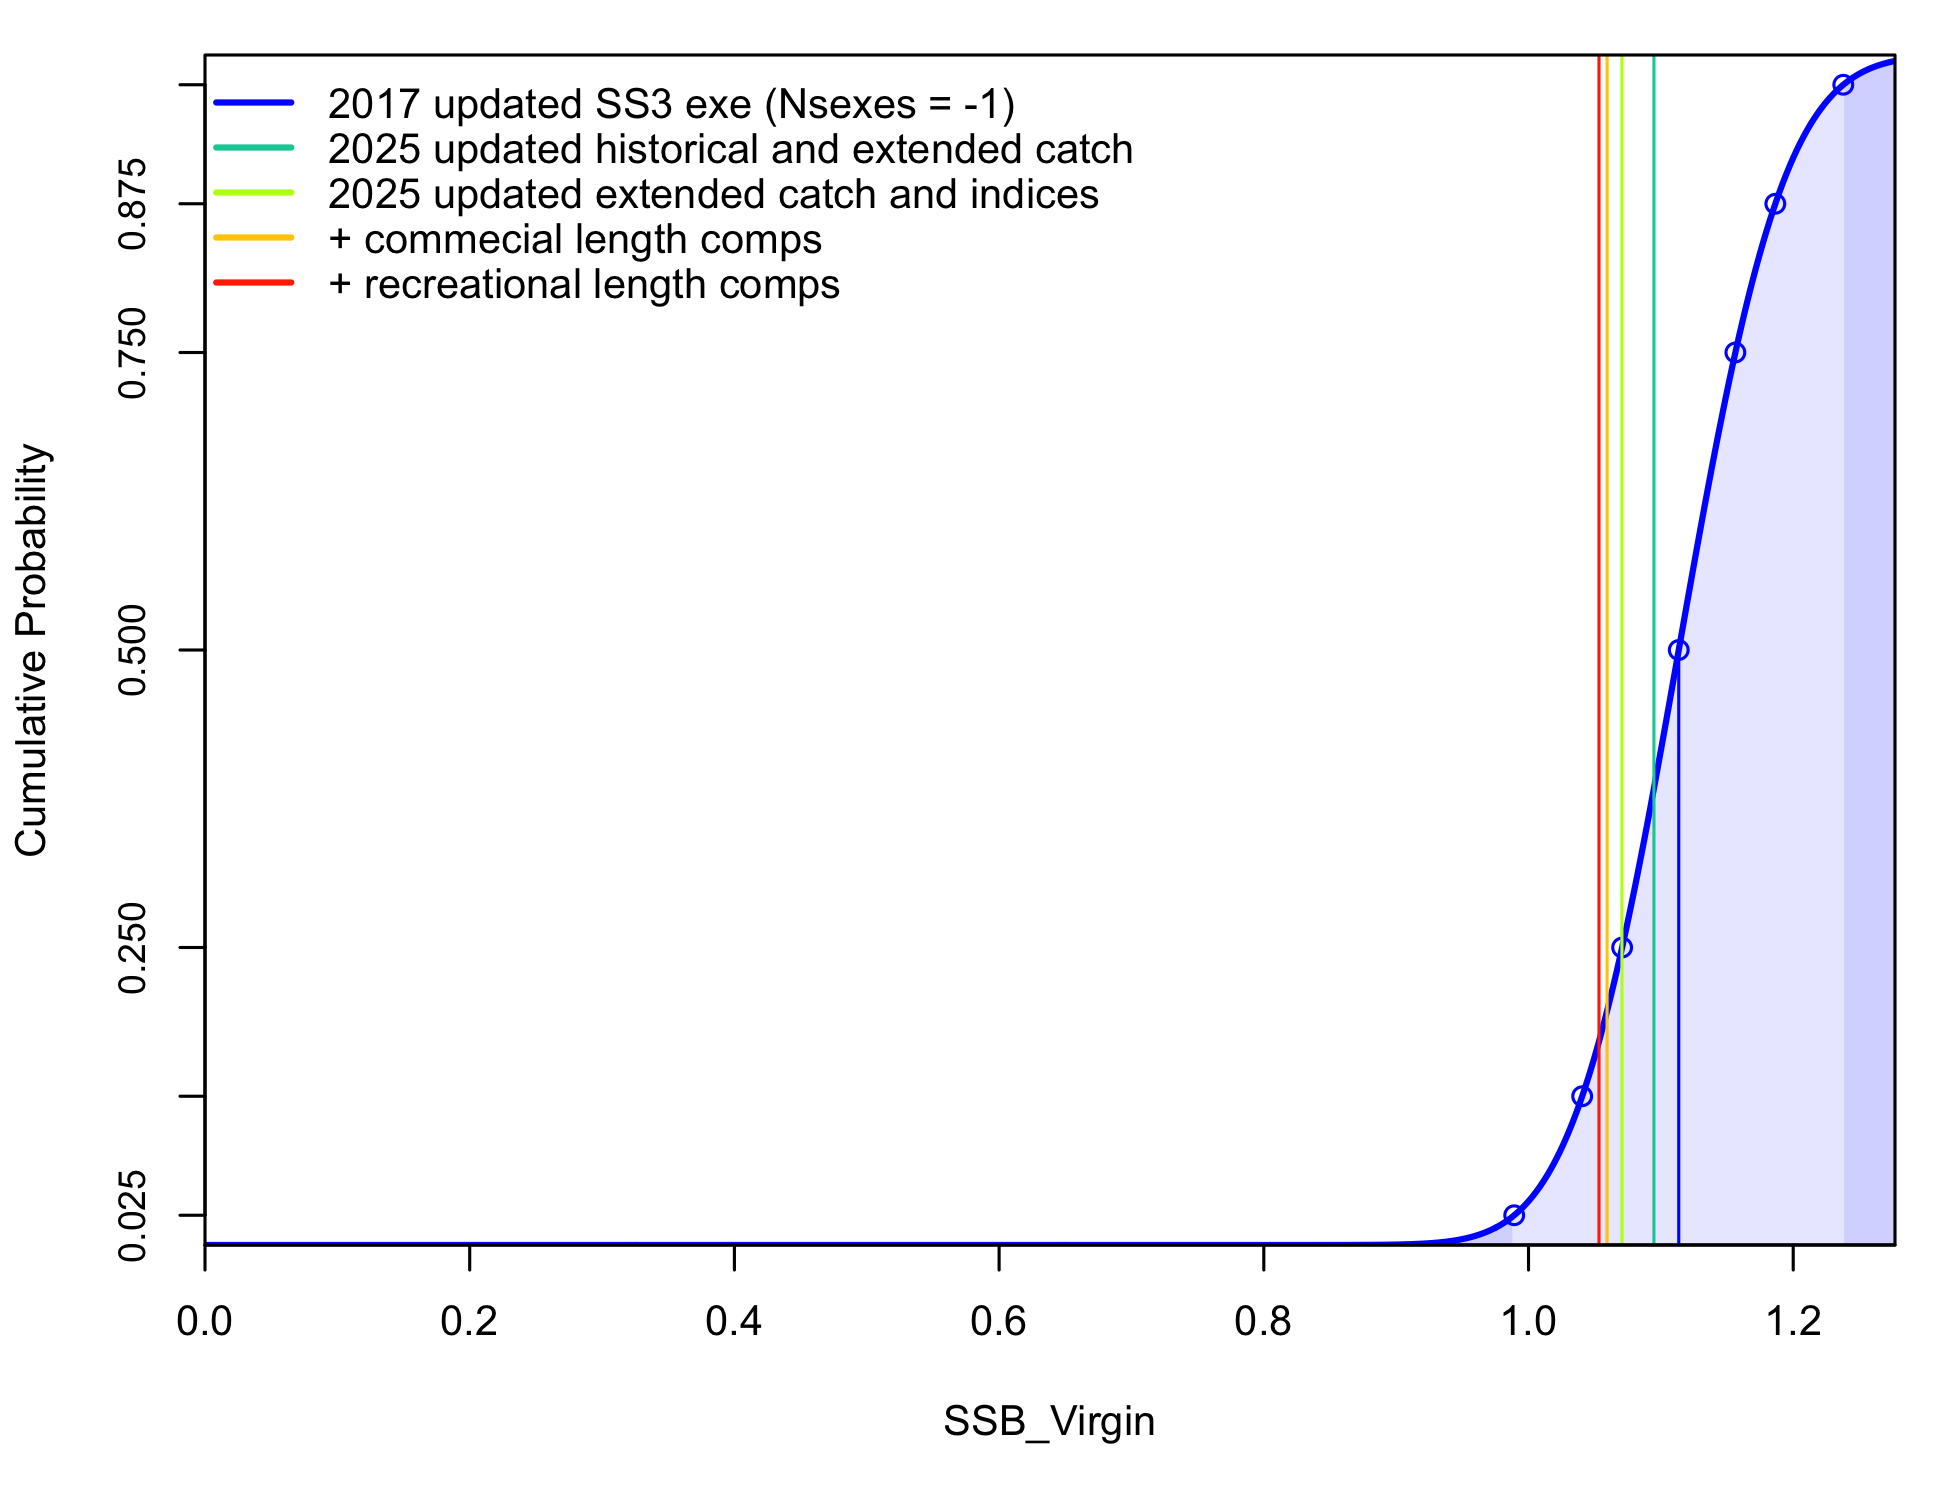 2017 updated SS3 exe (Nsexes = -1)
2025 updated historical and extended catch
2025 updated extended catch and indices
+ commecial length comps
+ recreational length comps
Cumulative Probability
0.875
0.750
0.500
0.250
0.025
0.0 0.2 0.4 0.6 0.8 1.0 1.2
SSB_Virgin